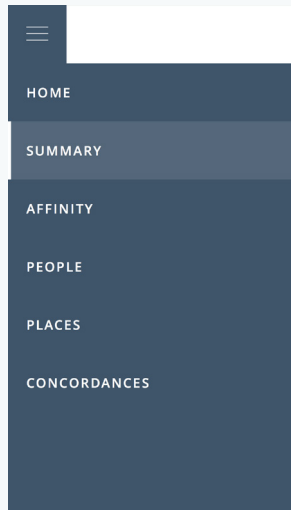 HOME
SUMMARY
AFFINITY
PEOPLE
PLACES
CONCORDANCES